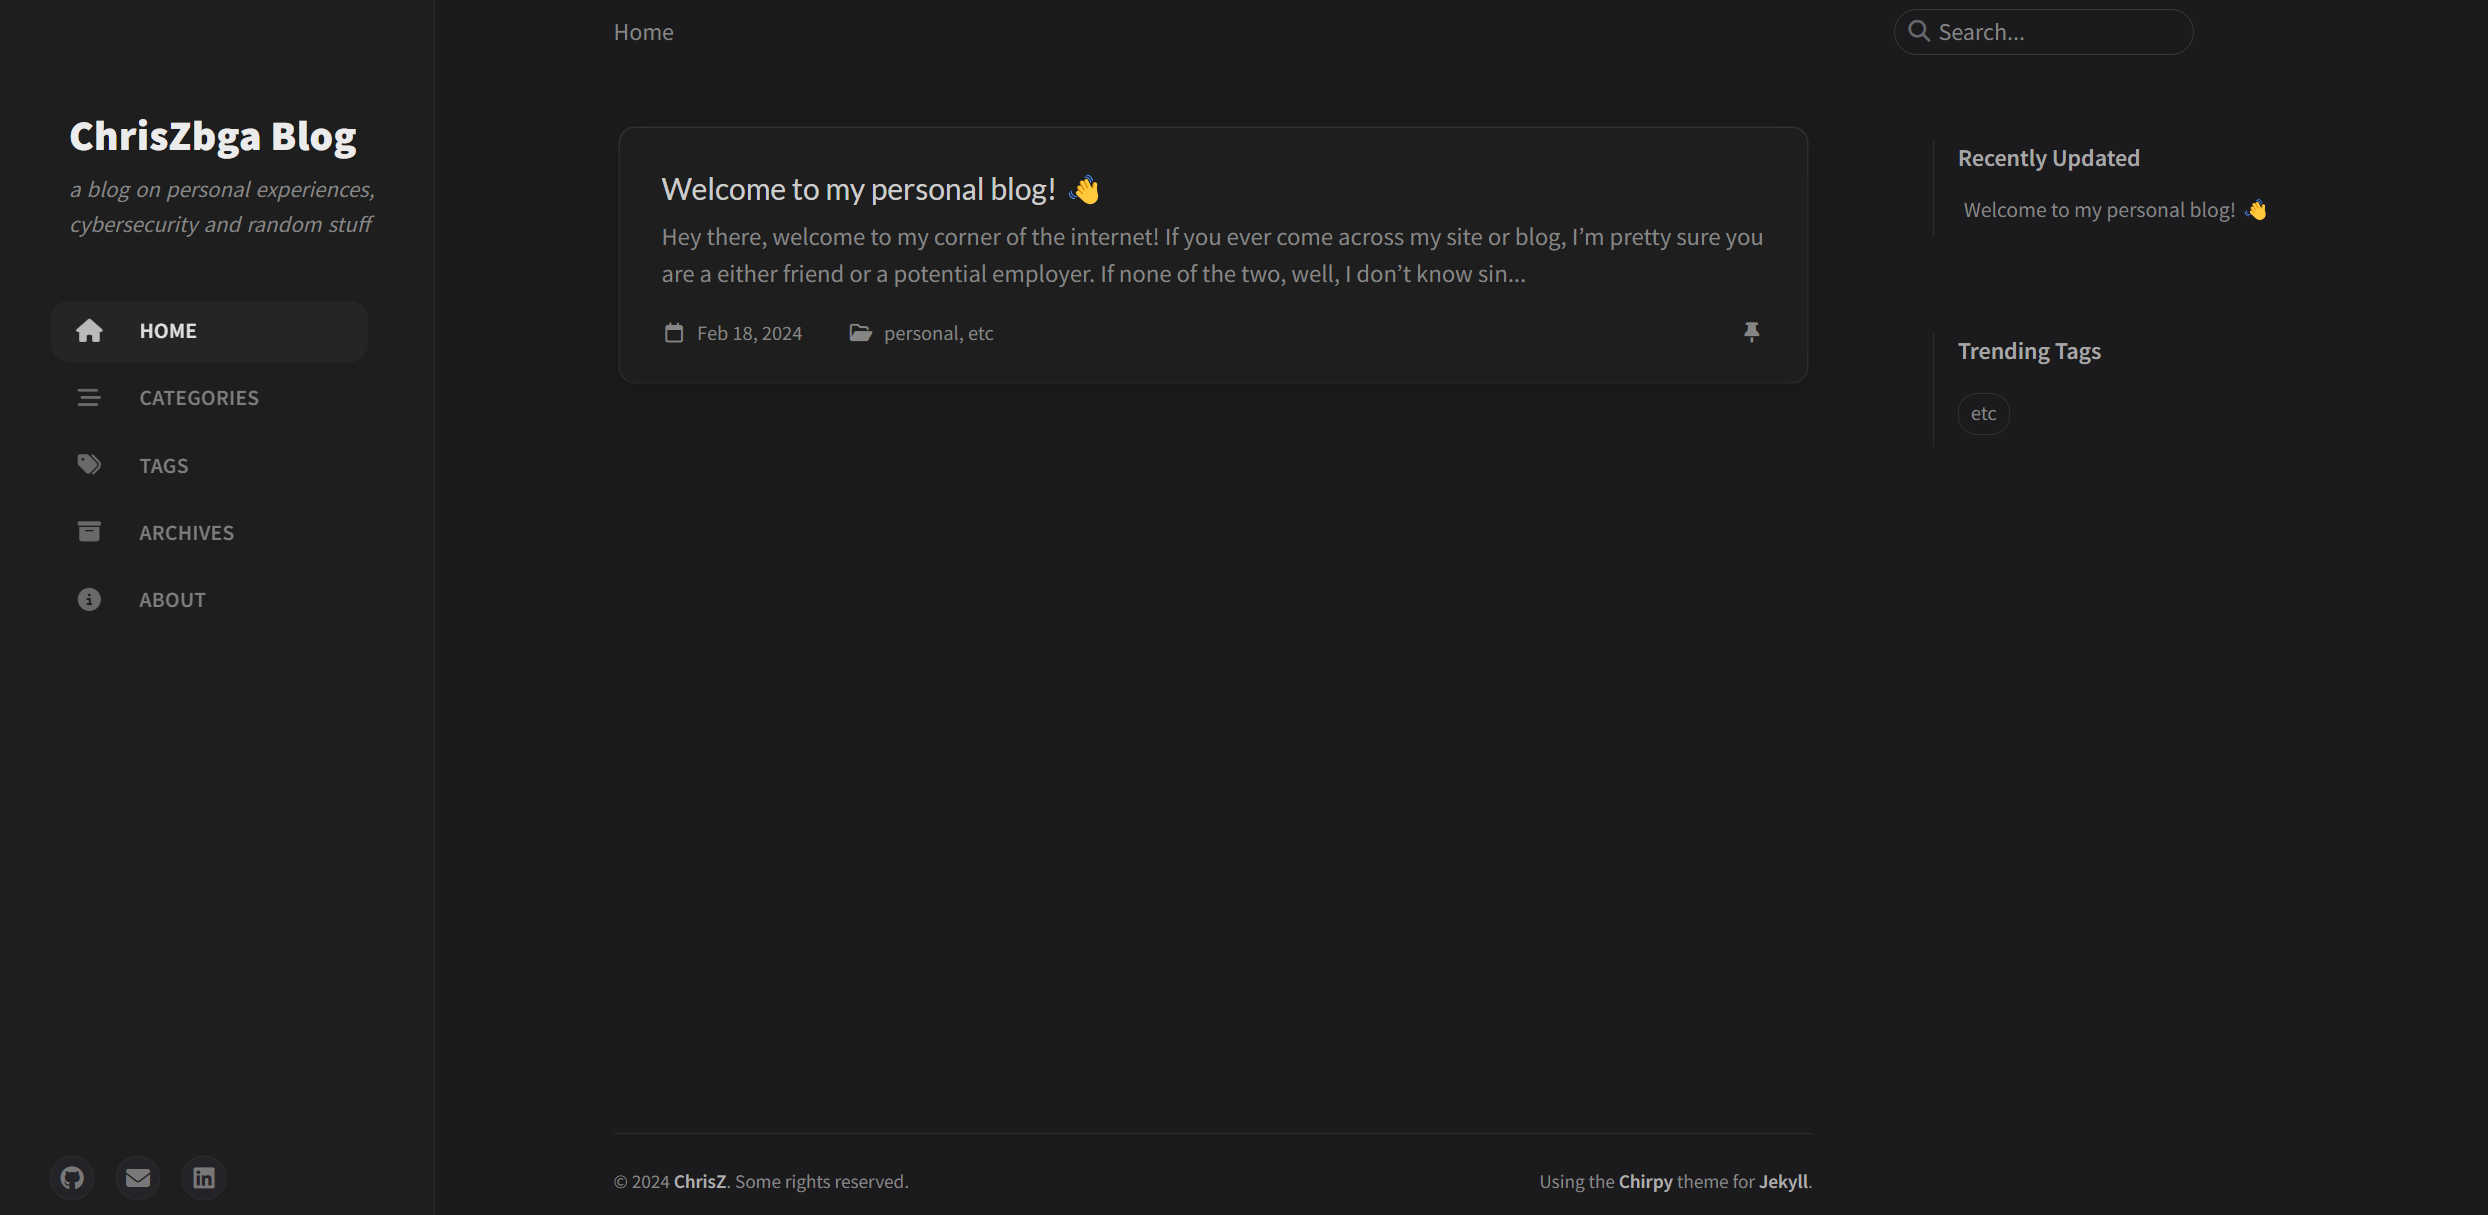 ChrisZbga Blog
a blog on personal experiences,
cybersecurity and random stuff
HOME
CATEGORIES
TAGS
ARCHIVES
ABOUT
Home
Search...
Welcome to my personal blog! 👋
Hey there, welcome to my corner of the internet! If you ever come across my site or blog, I’m pretty sure you
are a either friend or a potential employer. If none of the two, well, I don’t know sin...
Feb 18, 2024 personal, etc
Recently Updated
Welcome to my personal blog! 👋
Trending Tags
etc
© 2024 ChrisZ. Some rights reserved.
Using the Chirpy theme for Jekyll.